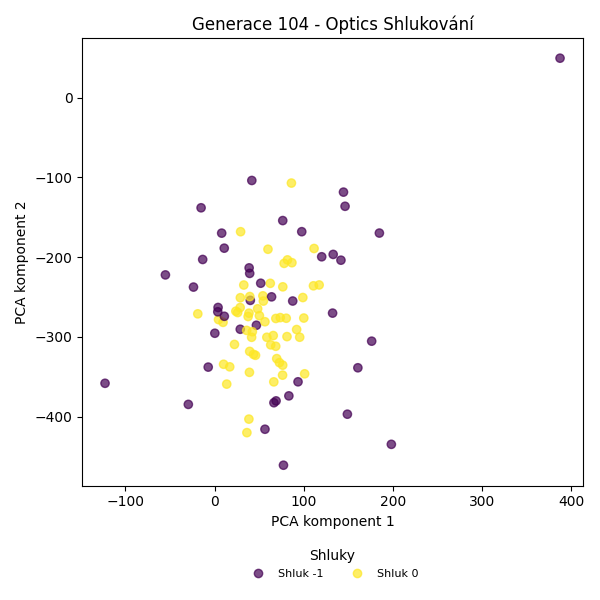 Generace 104 - Optics Shlukování
0
−100
−200
−300
−400
PCA komponent 2
−100
0
100
200
300
400
PCA komponent 1
Shluky
Shluk -1
Shluk 0